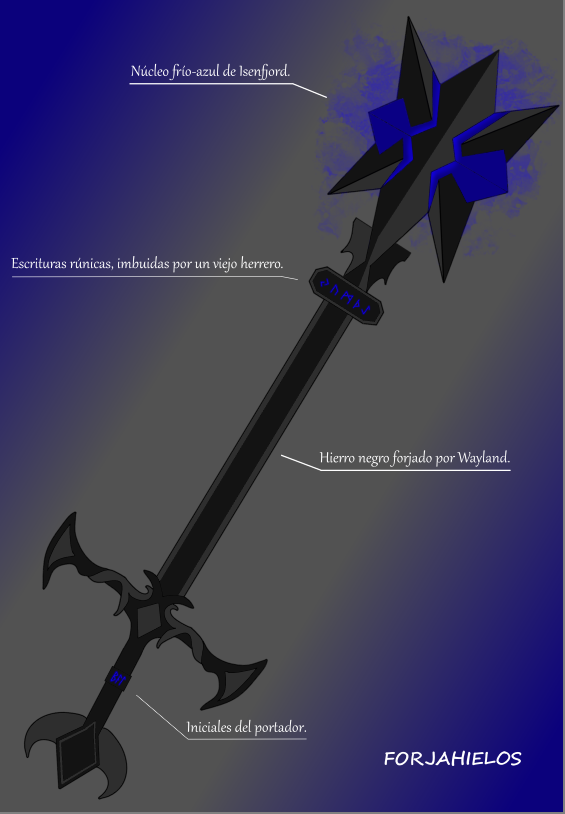 Núcleo frío-azul de Isenfjord.
Escrituras rúnicas, imbuidas por un viejo herrero.
Hierro negro forjado por Wayland.
Iniciales del portador.
FORJAHIELOS